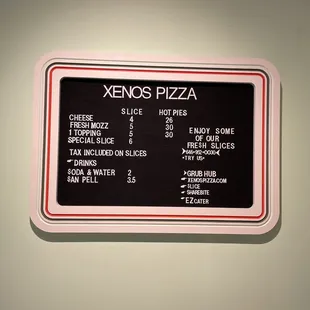 XENOS PIZZA
SLICE HOT PIES
CHEESE 4 26
FRESH MOZZ 5 30
1 TOPPING 5 30
SPECIAL SLICE 6
TAX INCLUDED ON SLICES
DRINKS
SODA & WATER 2
SAN PELL 3.5
ENJOY SOME
OF OUR
FRESH SLICES
TRY US
GRUB HUB
XENOSPIZZA.COM
SLICE
SHAREBITE
EZ CATER